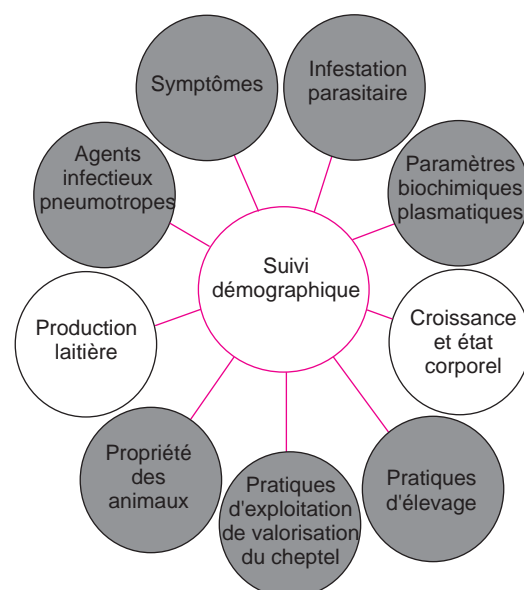 Symptômes
Infestation
parasitaire
Agents
infectieux
pneumotropes
Paramètres
biochimiques
plasmatiques
Suivi
démographique
Production
laitière
Croissance
et état
corporel
Propriété
des
animaux
Pratiques
d'exploitation
de valorisation
du cheptel
Pratiques
d'élevage